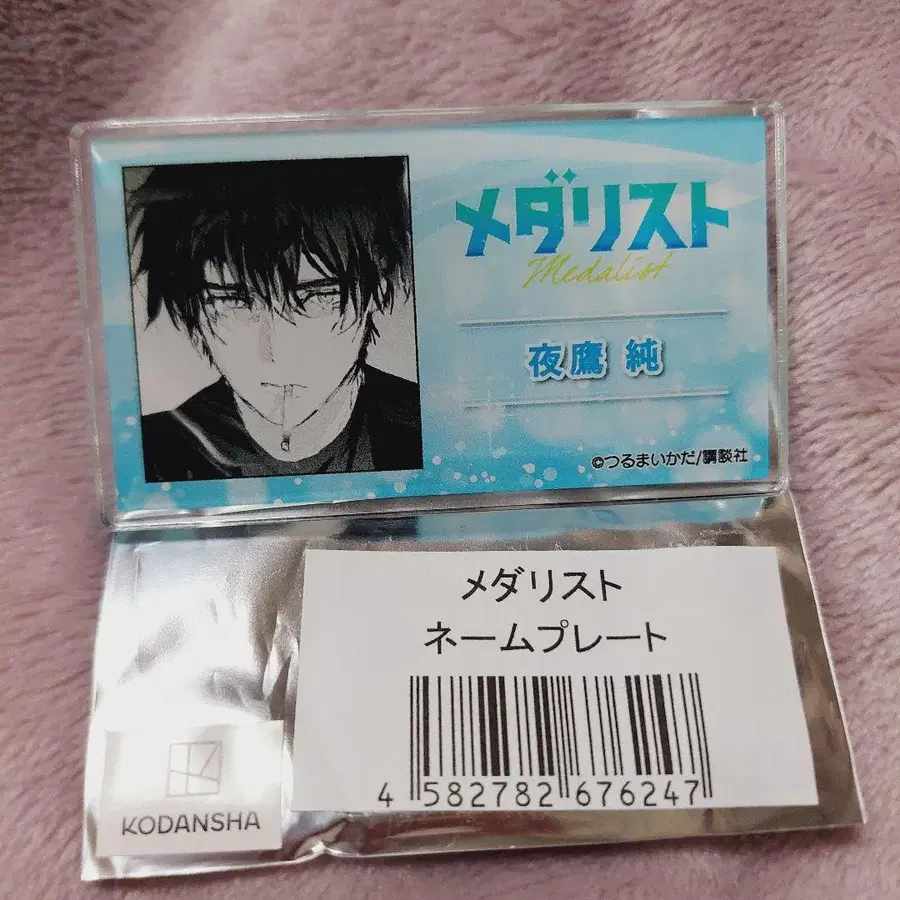 メダリスト
Medalist
夜鷹 純
©つるまいかだ/講談社
メダリスト
ネームプレート
4 582782 676247
KODANSHA